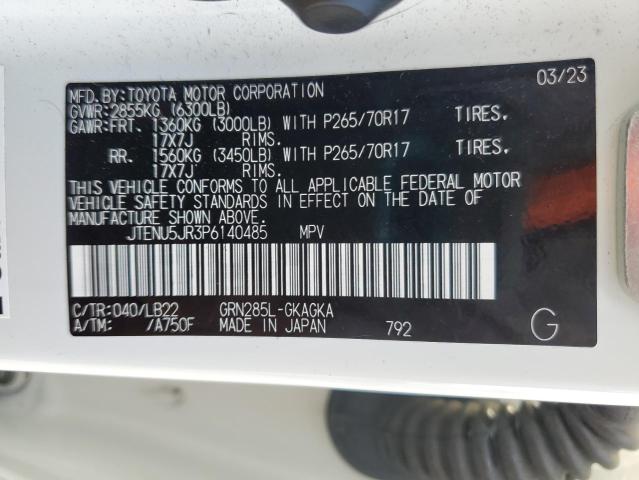 MFD.BY:TOYOTA MOTOR CORPORATION 03/23
GVWR:2855KG (6300LB)
GAWR:FRT. 1360KG (3000LB) WITH P265/70R17 TIRES.
17X7J RIMS.
RR. 1560KG (3450LB) WITH P265/70R17 TIRES.
17X7J RIMS.
THIS VEHICLE CONFORMS TO ALL APPLICABLE FEDERAL MOTOR
VEHICLE SAFETY STANDARDS IN EFFECT ON THE DATE OF
MANUFACTURE SHOWN ABOVE.
JTENU5JR3P6140485 MPV
C/TR:040/LB22 GRN285L-GKAGKA
A/TM: /A750F MADE IN JAPAN 792 G